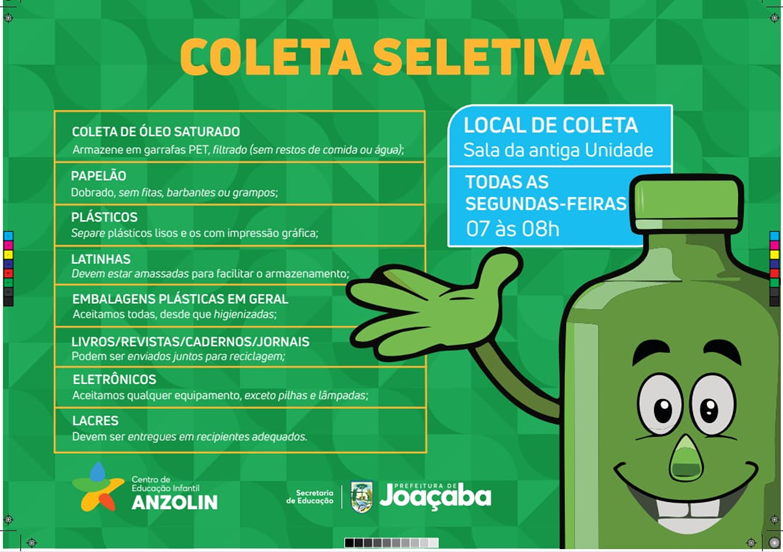 COLETA SELETIVA
COLETA DE ÓLEO SATURADO
Armazene em garrafas PET, filtrado (sem restos de comida ou água);
PAPELÃO
Dobrado, sem fitas, barbantes ou grampos;
PLÁSTICOS
Separe plásticos lisos e os com impressão gráfica;
LATINHAS
Devem estar amassadas para facilitar o armazenamento;
EMBALAGENS PLÁSTICAS EM GERAL
Aceitamos todas, desde que higienizadas;
LIVROS/REVISTAS/CADERNOS/JORNAIS
Podem ser enviados juntos para reciclagem;
ELETRÔNICOS
Aceitamos qualquer equipamento, exceto pilhas e lâmpadas;
LACRES
Devem ser entregues em recipientes adequados.
LOCAL DE COLETA
Sala da antiga Unidade
TODAS AS
SEGUNDAS-FEIRAS
07 às 08h
Centro de
Educação Infantil
ANZOLIN
Secretaria
de Educação
PREFEITURA DE
Joaçaba